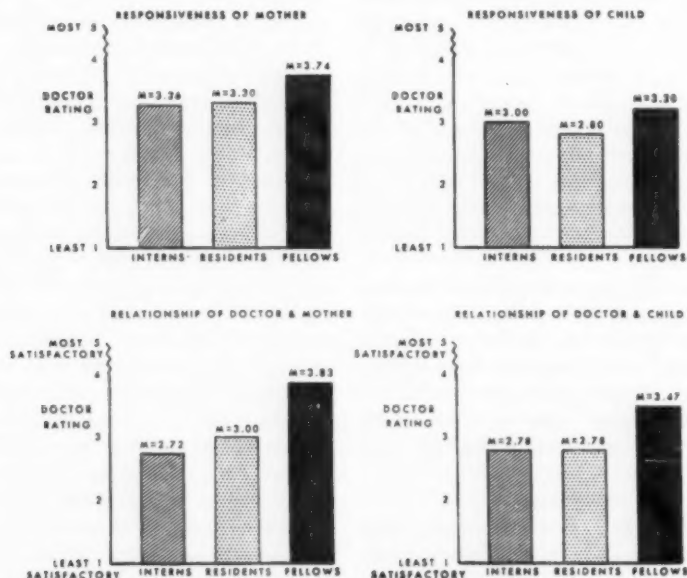 RESPONSIVENESS OF MOTHER
MOST 5
4
DOCTOR RATING
3
2
LEAST 1
M=3.30
M=3.74
INTERNS RESIDENTS FELLOWS
RESPONSIVENESS OF CHILD
MOST 5
4
DOCTOR RATING
3
2
LEAST 1
M=3.00
M=2.80
INTERNS RESIDENTS FELLOWS
RELATIONSHIP OF DOCTOR & MOTHER
MOST 5
SATISFACTORY
4
DOCTOR
RATING
3
2
LEAST 1
SATISFACTORY
M=2.72
M=3.00
M=3.83
INTERNS RESIDENTS FELLOWS
RELATIONSHIP OF DOCTOR & CHILD
MOST 5
SATISFACTORY
4
DOCTOR
RATING
3
2
LEAST 1
SATISFACTORY
M=2.78
M=2.78
M=3.47
INTERNS RESIDENTS FELLOWS